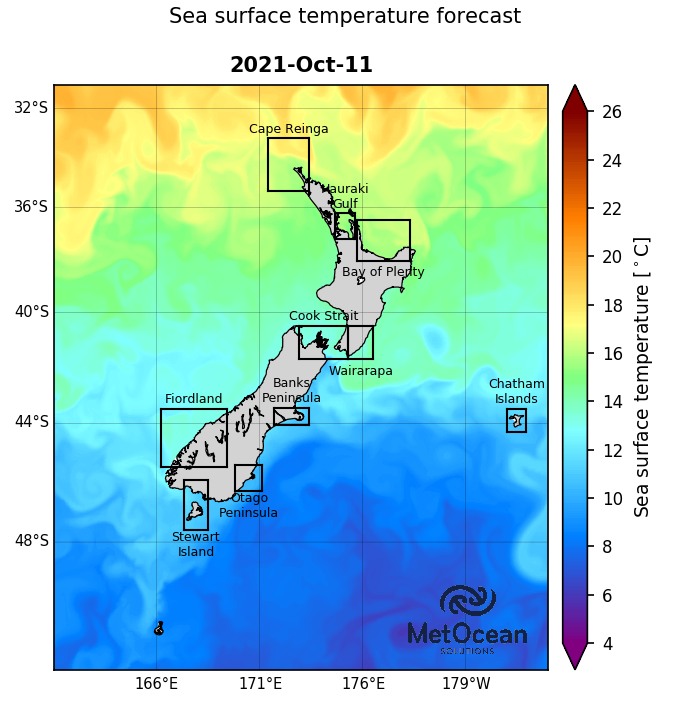 Sea surface temperature forecast
2021-Oct-11
32°S
36°S
40°S
44°S
48°S
166°E
171°E
176°E
179°W
Cape Reinga
Hauraki
Gulf
Bay of Plenty
Cook Strait
Wairarapa
Banks
Peninsula
Fiordland
Chatham
Islands
Otago
Peninsula
Stewart
Island
MetOcean
SOLUTIONS
26
24
22
20
18
16
14
12
10
8
6
4
Sea surface temperature [°C]